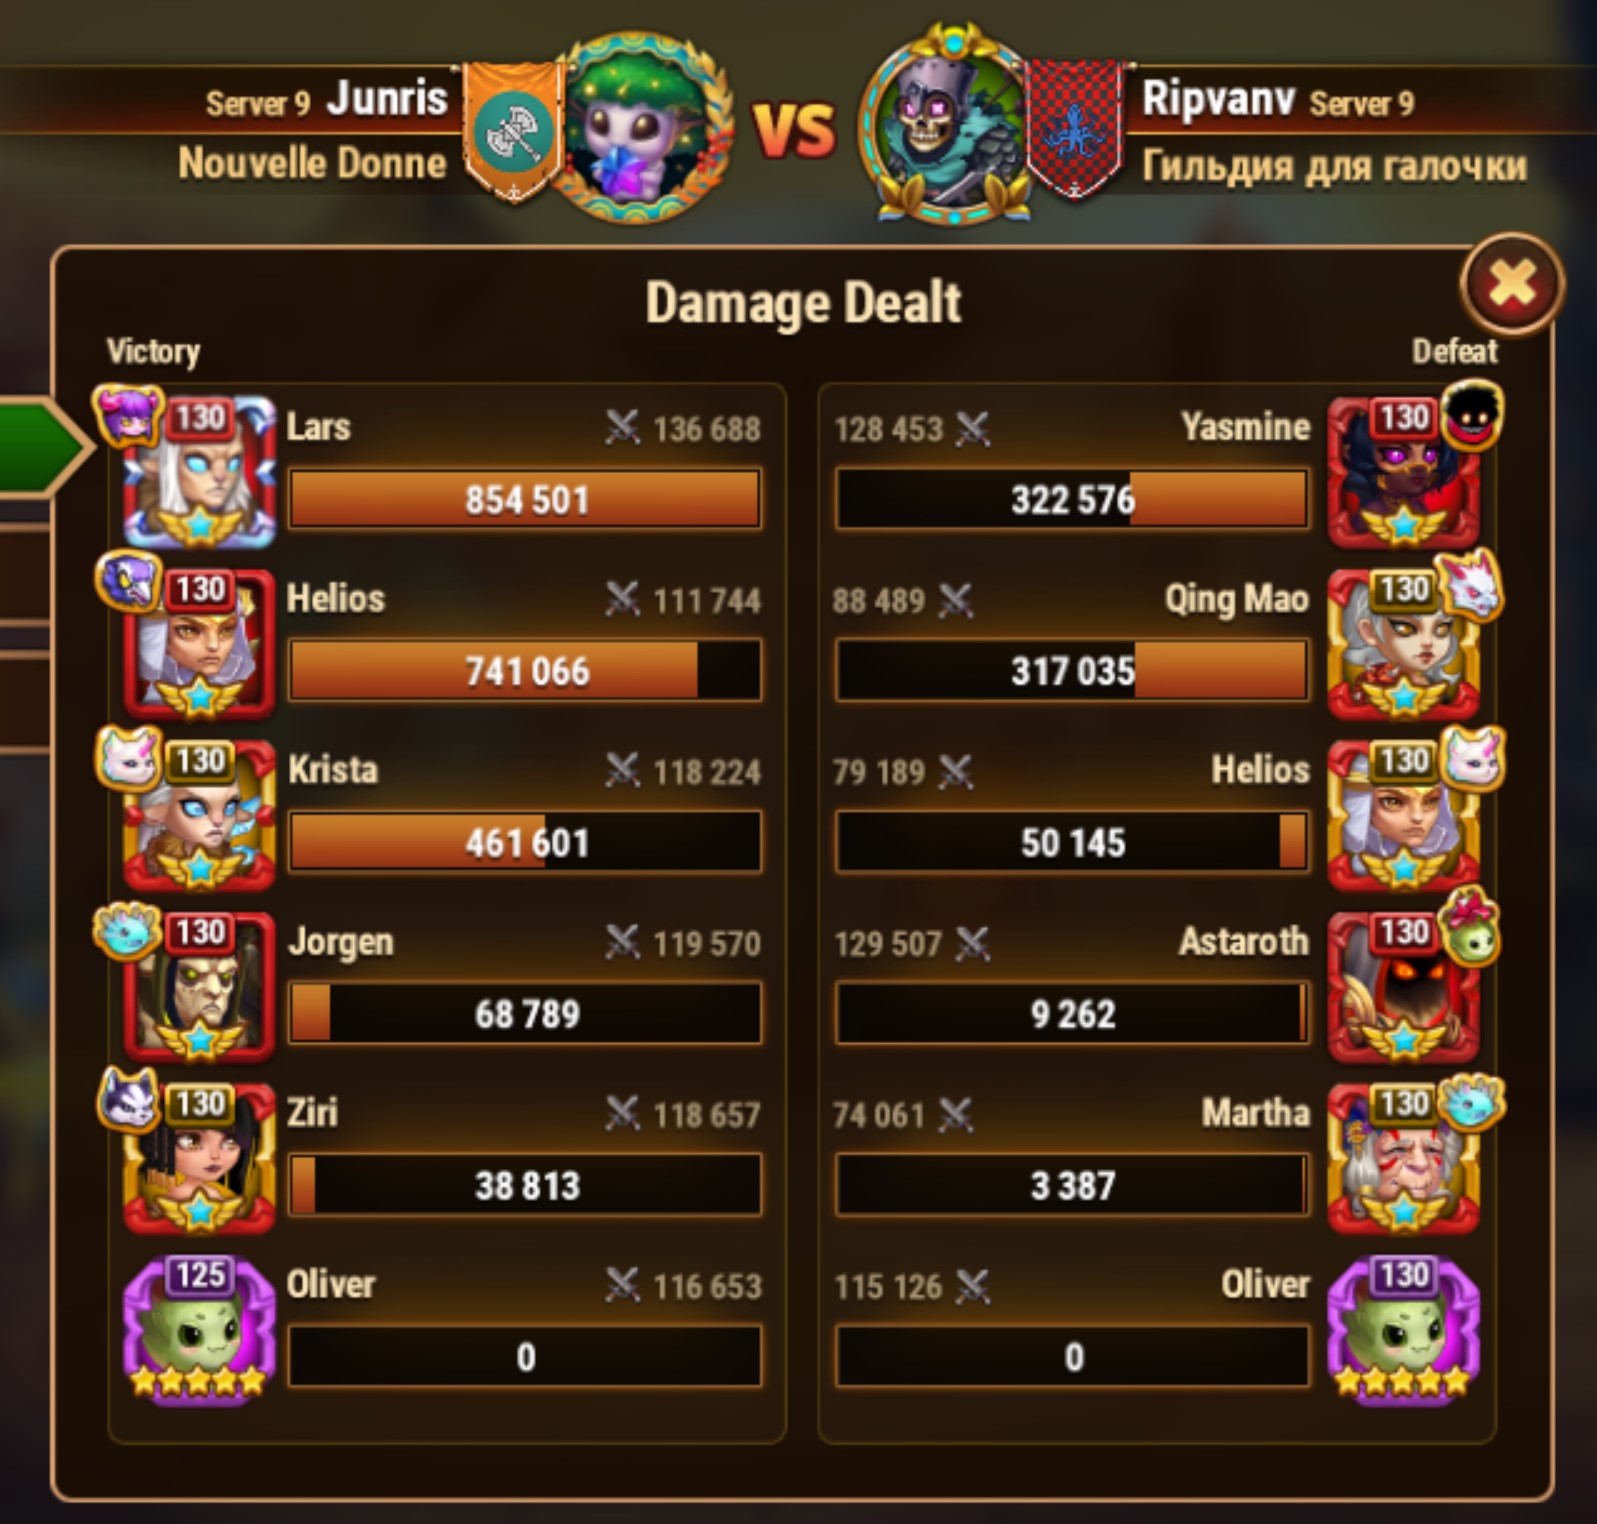 Server 9 Junris
Nouvelle Donne
VS
Ripvanv Server 9
Гильдия для галочки
Damage Dealt
Victory
Defeat
130 Lars 136 688
854 501
128 453 Yasmine 130
322 576
130 Helios 111 744
741 066
88 489 Qing Mao 130
317 035
130 Krista 118 224
461 601
79 189 Helios 130
50 145
130 Jorgen 119 570
68 789
129 507 Astaroth 130
9 262
130 Ziri 118 657
38 813
74 061 Martha 130
3 387
125 Oliver 116 653
0
115 126 Oliver 130
0